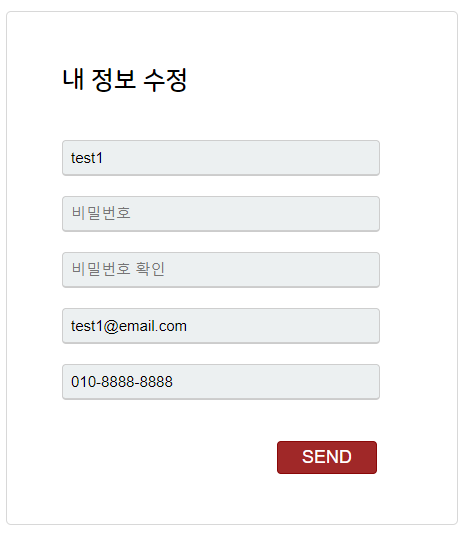 내 정보 수정
test1
비밀번호
비밀번호 확인
test1@email.com
010-8888-8888
SEND